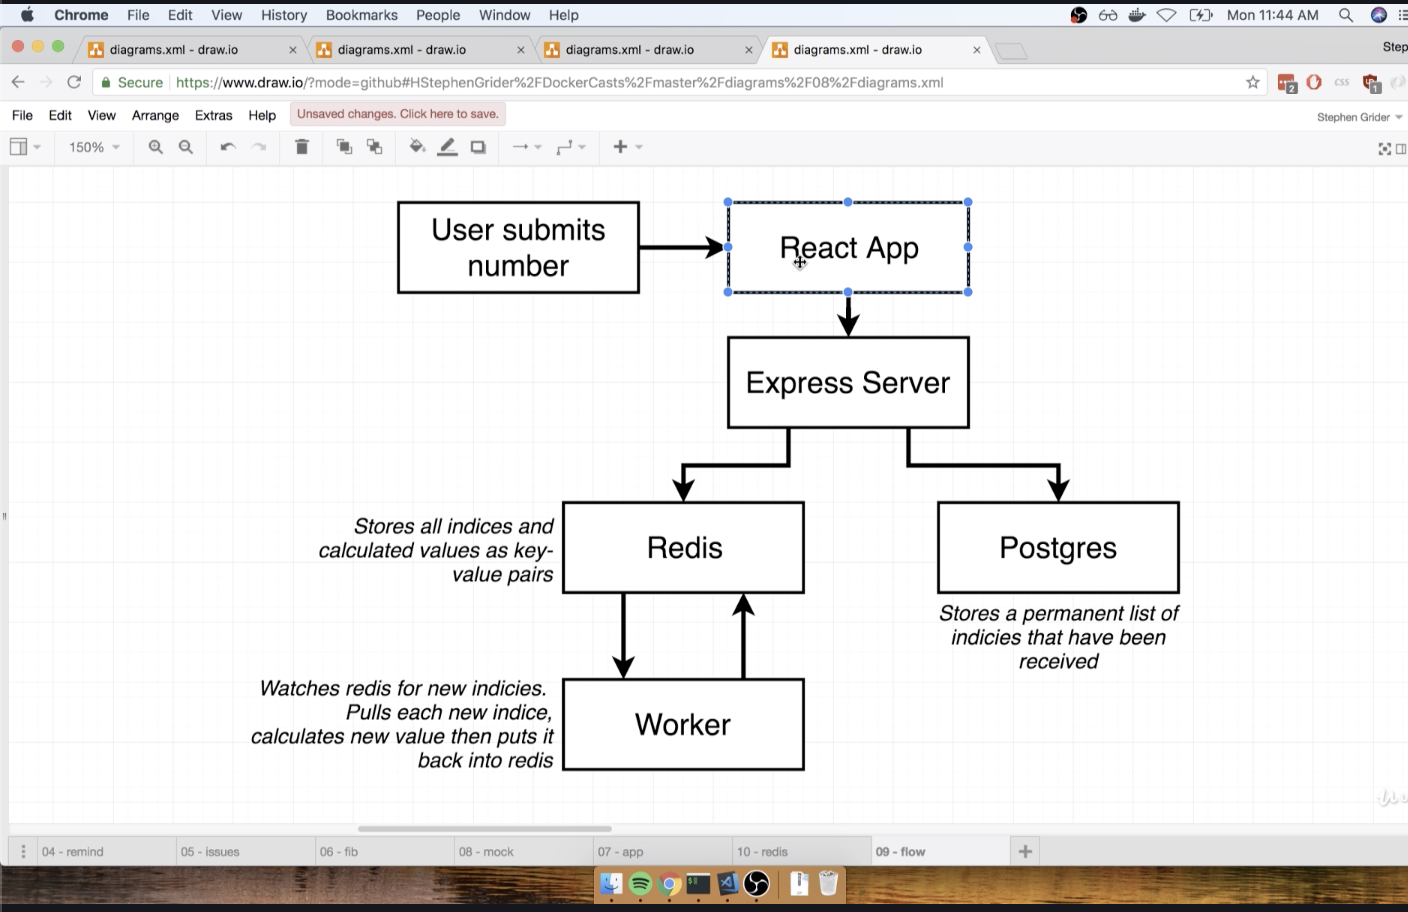 Chrome File Edit View History Bookmarks People Window Help Mon 11:44 AM
diagrams.xml - draw.io diagrams.xml - draw.io diagrams.xml - draw.io diagrams.xml - draw.io Step
Secure https://www.draw.io/?mode=github#HStephenGrider%2FDockerCasts%2Fmaster%2Fdiagrams%2F08%2Fdiagrams.xml 2 CSS 1
File Edit View Arrange Extras Help Unsaved changes. Click here to save. Stephen Grider
150%
User submits
number
React App
Express Server
Stores all indices and
calculated values as key-
value pairs
Redis
Postgres
Stores a permanent list of
indicies that have been
received
Watches redis for new indicies.
Pulls each new indice,
calculates new value then puts it
back into redis
Worker
04 - remind 05 - issues 06 - fib 08 - mock 07 - app 10 - redis 09 - flow